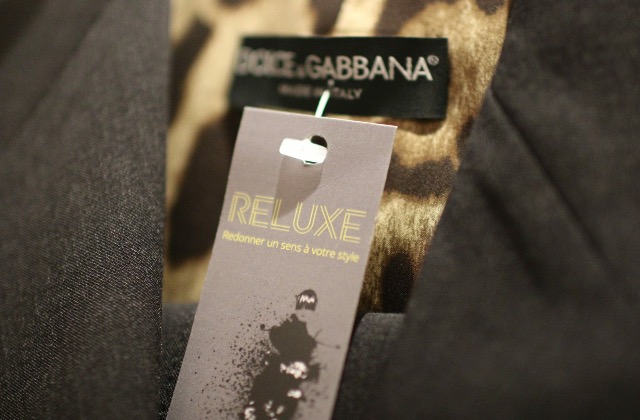 DOLCE&GABBANA®
MADE IN ITALY
RELUXE
Redonner un sens à votre style